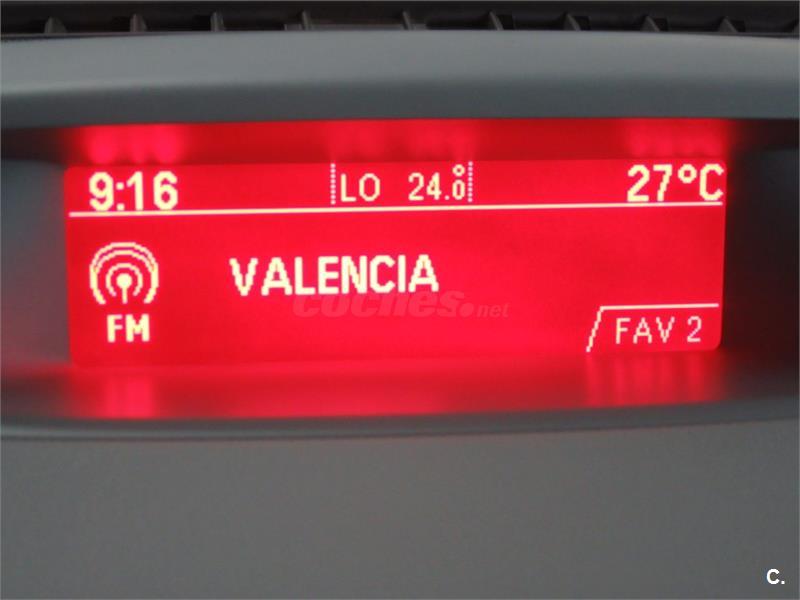 9:16 LO 24.0° 27°C
VALENCIA
coches.net
FM
FAV 2
C.